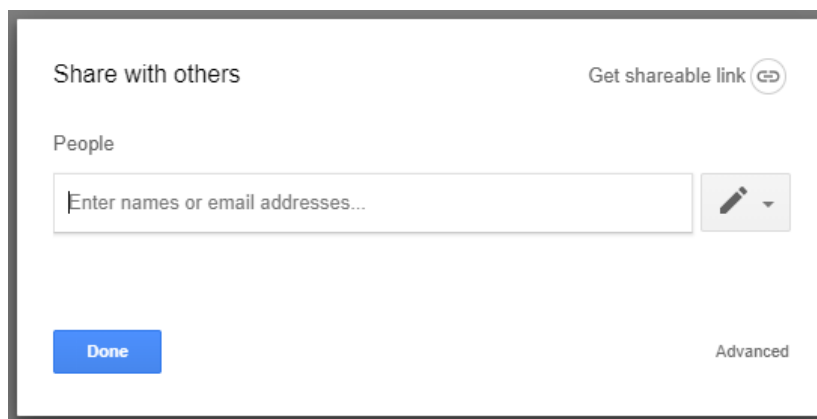 Share with others
Get shareable link
People
Enter names or email addresses...
Done
Advanced